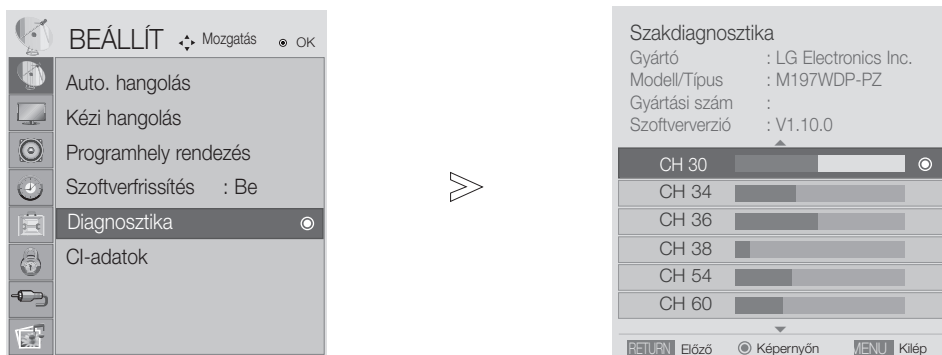 BEÁLLÍT Mozgatás OK
Auto. hangolás
Kézi hangolás
Programhely rendezés
Szoftverfrissítés : Be
Diagnosztika
CI-adatok
Szakdiagnosztika
Gyártó : LG Electronics Inc.
Modell/Típus : M197WDP-PZ
Gyártási szám :
Szoftververzió : V1.10.0
CH 30
CH 34
CH 36
CH 38
CH 54
CH 60
RETURN Előző Képernyőn MENU Kilép